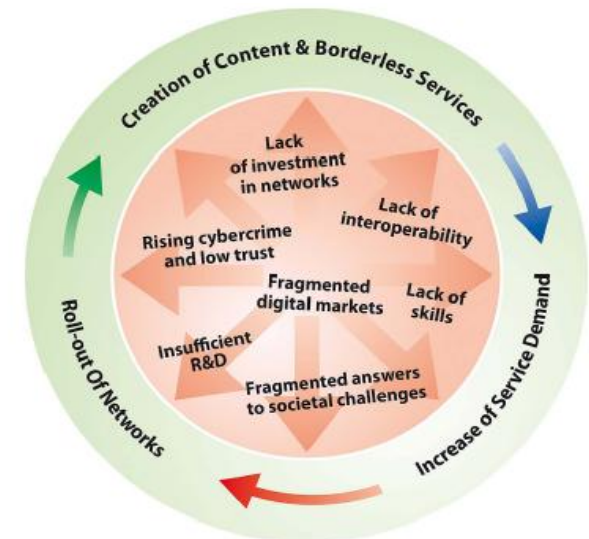 Creation of Content & Borderless Services
Lack
of investment
in networks
Lack of
interoperability
Rising cybercrime
and low trust
Fragmented
digital markets
Lack of
skills
Insufficient
R&D
Fragmented answers
to societal challenges
Increase of Service Demand
Roll-out Of Networks